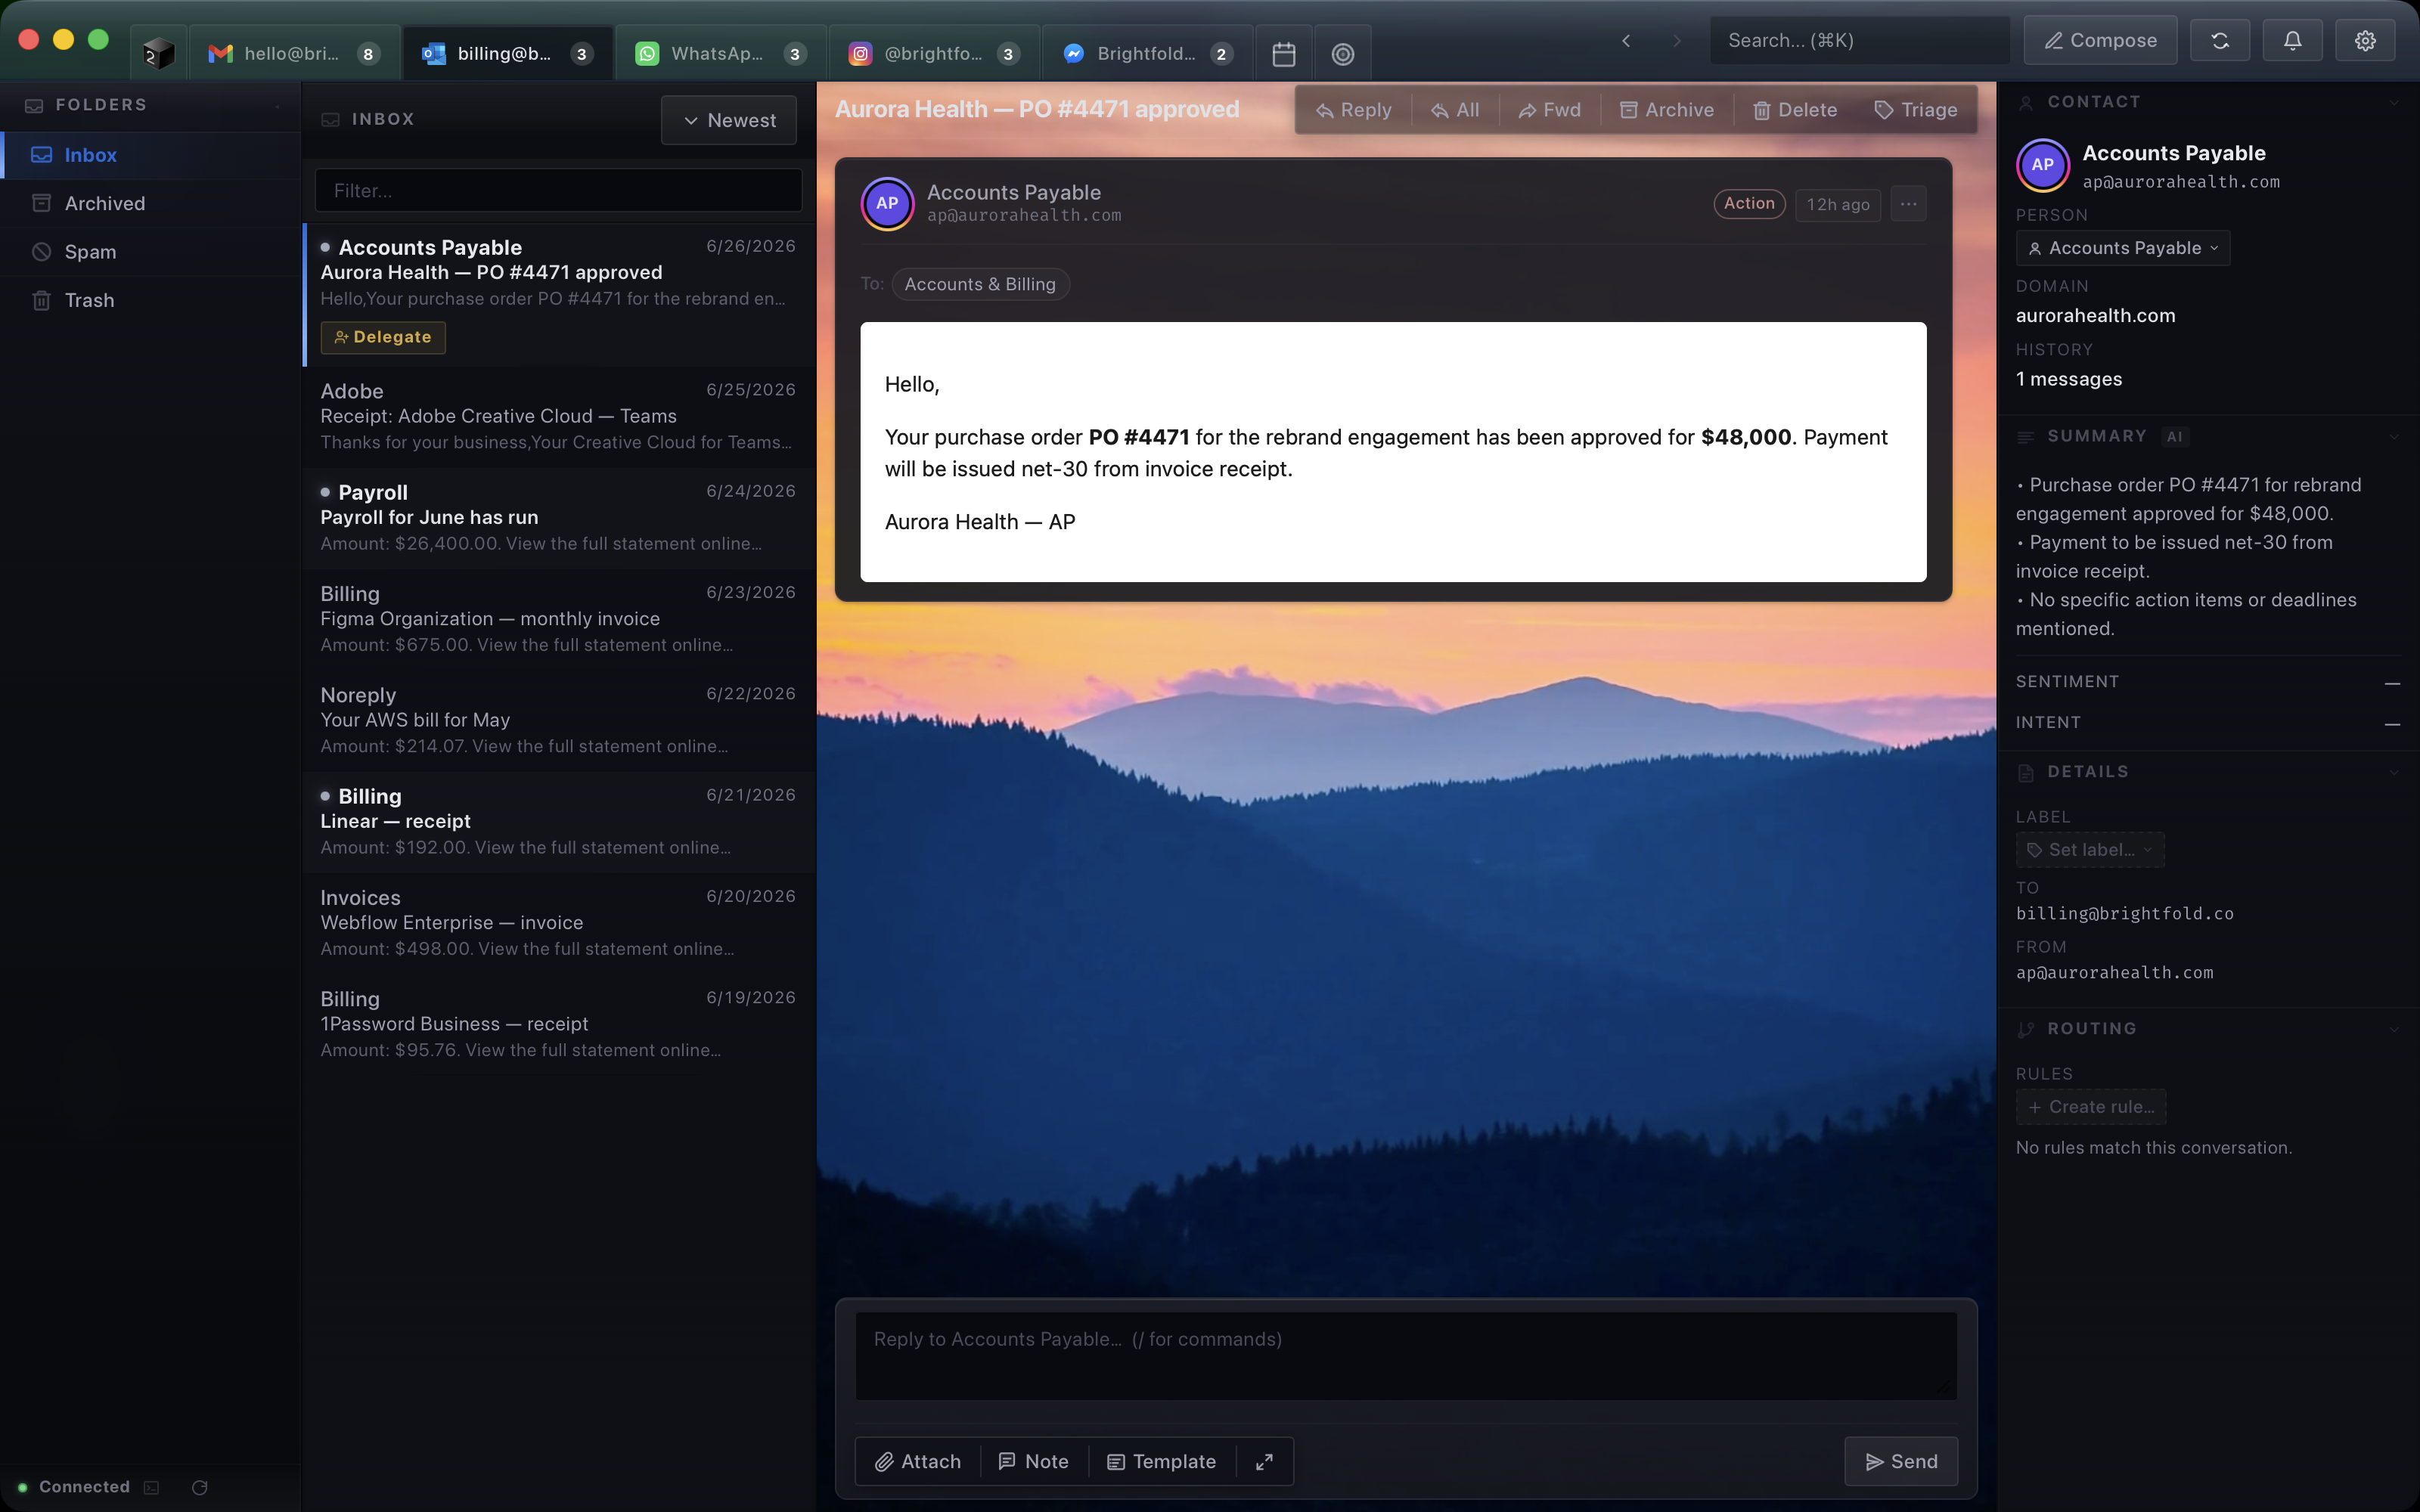 hello@bri... 8
billing@b... 3
WhatsAp... 3
@brightfo... 3
Brightfold... 2
Search... (⌘K)
Compose
FOLDERS
Inbox
Archived
Spam
Trash
Connected
INBOX
Newest
Filter...
Accounts Payable 6/26/2026
Aurora Health — PO #4471 approved
Hello,Your purchase order PO #4471 for the rebrand en...
Delegate
Adobe 6/25/2026
Receipt: Adobe Creative Cloud — Teams
Thanks for your business,Your Creative Cloud for Teams...
Payroll 6/24/2026
Payroll for June has run
Amount: $26,400.00. View the full statement online...
Billing 6/23/2026
Figma Organization — monthly invoice
Amount: $675.00. View the full statement online...
Noreply 6/22/2026
Your AWS bill for May
Amount: $214.07. View the full statement online...
Billing 6/21/2026
Linear — receipt
Amount: $192.00. View the full statement online...
Invoices 6/20/2026
Webflow Enterprise — invoice
Amount: $498.00. View the full statement online...
Billing 6/19/2026
1Password Business — receipt
Amount: $95.76. View the full statement online...
Aurora Health — PO #4471 approved
Reply All Fwd Archive Delete Triage
AP Accounts Payable
ap@aurorahealth.com
Action 12h ago
To: Accounts & Billing
Hello,
Your purchase order PO #4471 for the rebrand engagement has been approved for $48,000. Payment
will be issued net-30 from invoice receipt.
Aurora Health — AP
Reply to Accounts Payable... (/ for commands)
Attach Note Template
Send
CONTACT
AP Accounts Payable
ap@aurorahealth.com
PERSON
Accounts Payable
DOMAIN
aurorahealth.com
HISTORY
1 messages
SUMMARY AI
• Purchase order PO #4471 for rebrand
engagement approved for $48,000.
• Payment to be issued net-30 from
invoice receipt.
• No specific action items or deadlines
mentioned.
SENTIMENT —
INTENT —
DETAILS
LABEL
Set label...
TO
billing@brightfold.co
FROM
ap@aurorahealth.com
ROUTING
RULES
+ Create rule...
No rules match this conversation.